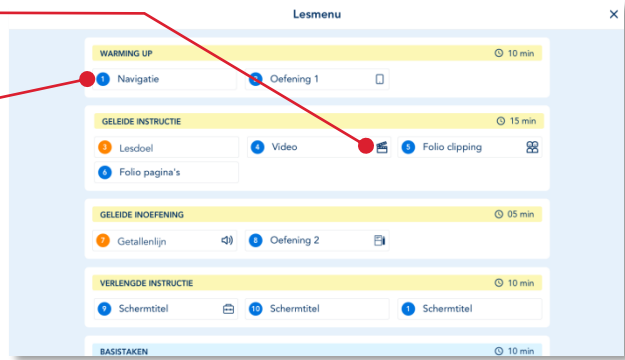 Lesmenu
WARMING UP 10 min
1 Navigatie Oefening 1
GELEIDE INSTRUCTIE 15 min
3 Lesdoel 4 Video 5 Folio clipping
6 Folio pagina's
GELEIDE INOEFENING 05 min
7 Getallenlijn 8 Oefening 2
VERLENGDE INSTRUCTIE 10 min
9 Schermtitel 10 Schermtitel 1 Schermtitel
BASISTAKEN 10 min